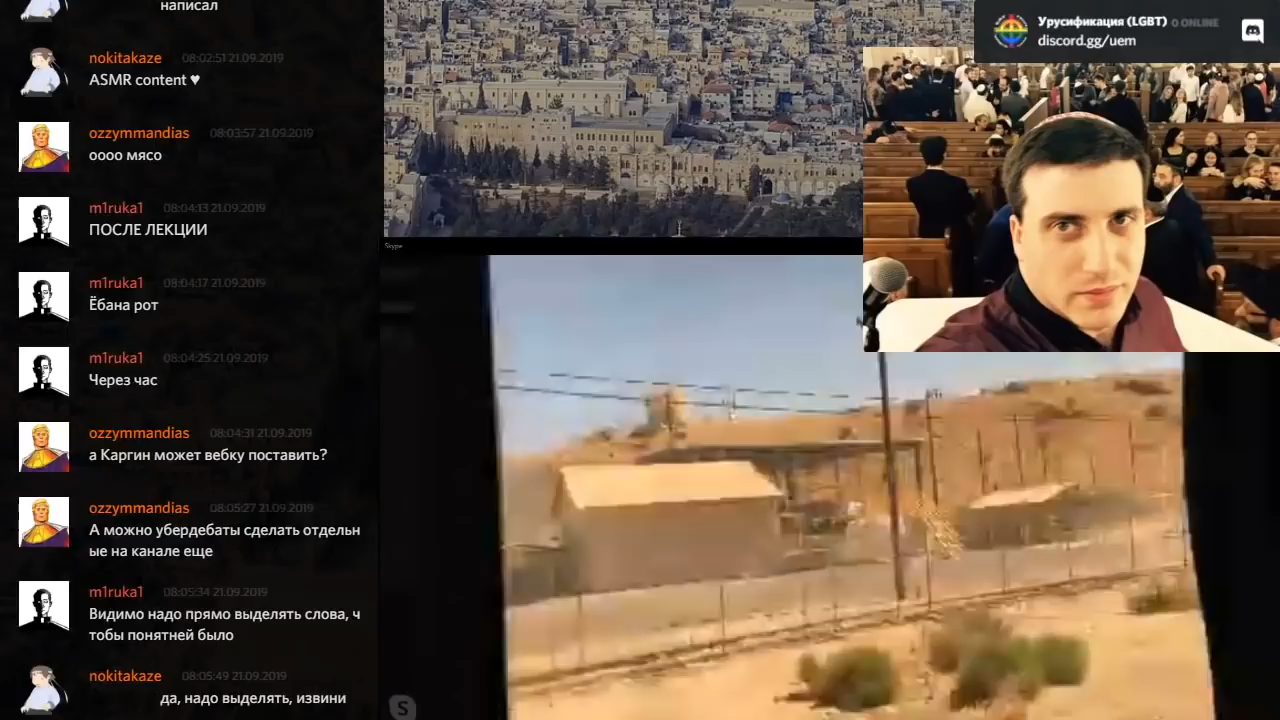 написал
nokitakaze 08:02:51 21.09.2019
ASMR content ♥
ozzymmandias 08:03:57 21.09.2019
оооо мясо
m1ruka1 08:04:13 21.09.2019
ПОСЛЕ ЛЕКЦИИ
m1ruka1 08:04:17 21.09.2019
Ёбана рот
m1ruka1 08:04:25 21.09.2019
Через час
ozzymmandias 08:04:31 21.09.2019
а Каргин может вебку поставить?
ozzymmandias 08:05:27 21.09.2019
А можно убердебаты сделать отдельн
ые на канале еще
m1ruka1 08:05:34 21.09.2019
Видимо надо прямо выделять слова, ч
тобы понятней было
nokitakaze 08:05:49 21.09.2019
да, надо выделять, извини
Skype
Урусификация (LGBT) 0 ONLINE
discord.gg/uem